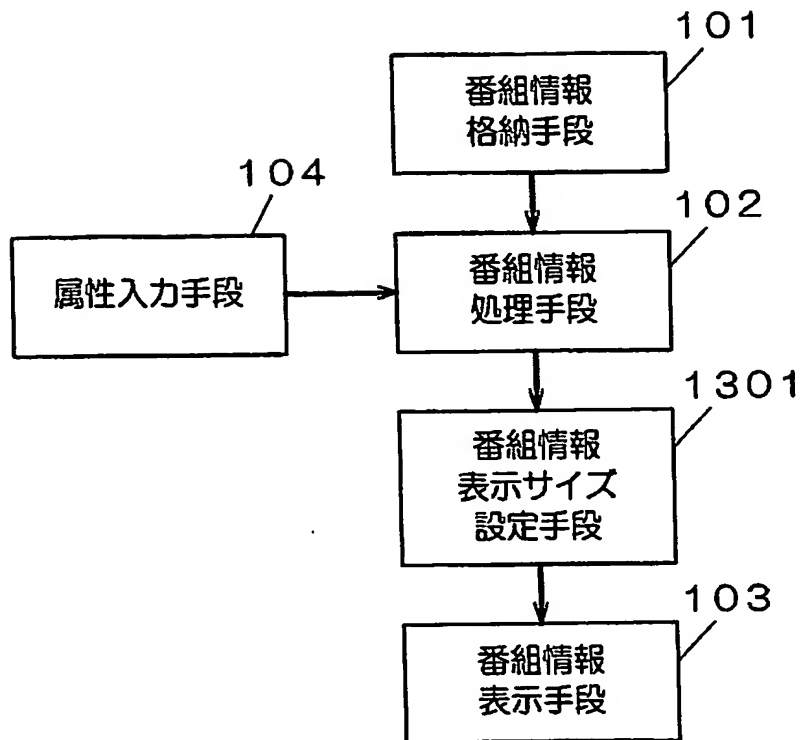 101
番組情報
格納手段
104
102
属性入力手段
番組情報
処理手段
1301
番組情報
表示サイズ
設定手段
103
番組情報
表示手段